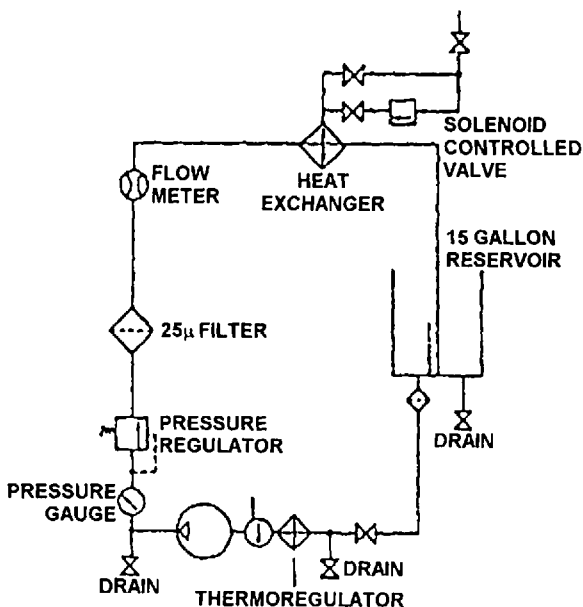 SOLENOID
CONTROLLED
VALVE
FLOW
METER
HEAT
EXCHANGER
15 GALLON
RESERVOIR
25μ FILTER
PRESSURE
REGULATOR
DRAIN
PRESSURE
GAUGE
DRAIN
DRAIN
THERMOREGULATOR